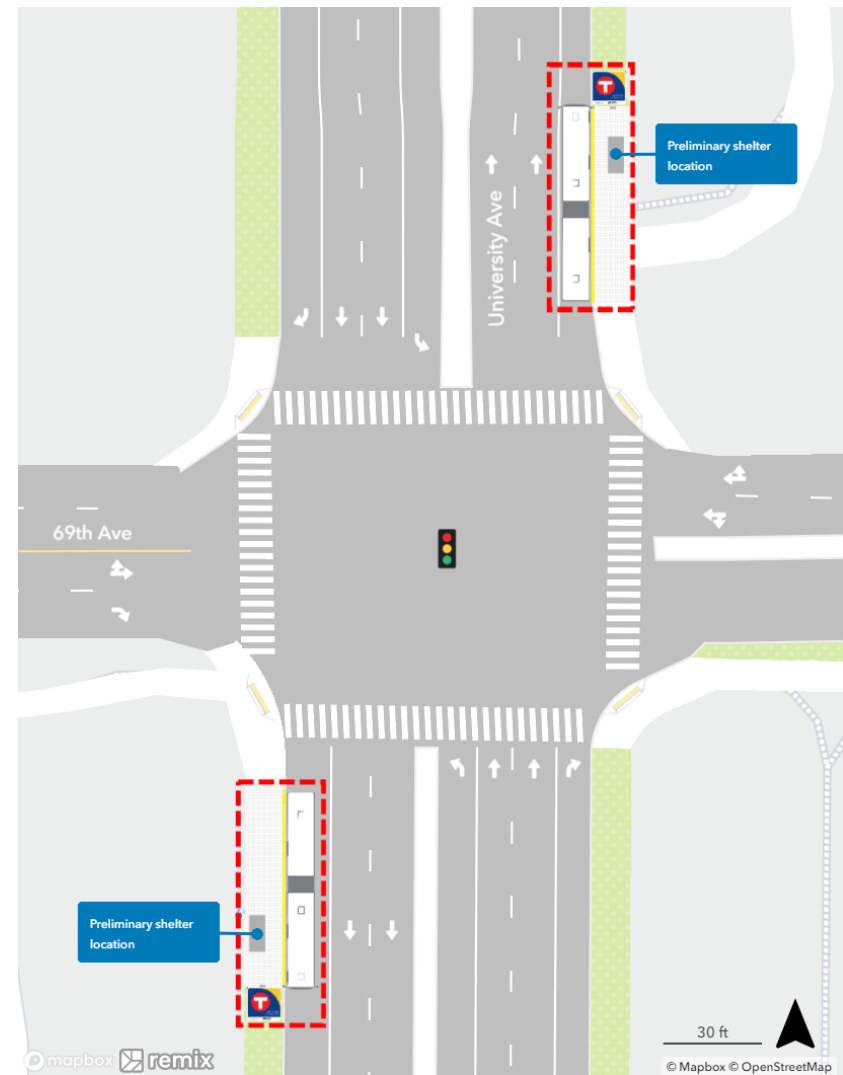 Preliminary shelter
location
University Ave
69th Ave
Preliminary shelter
location
30 ft
mapbox remix
© Mapbox © OpenStreetMap